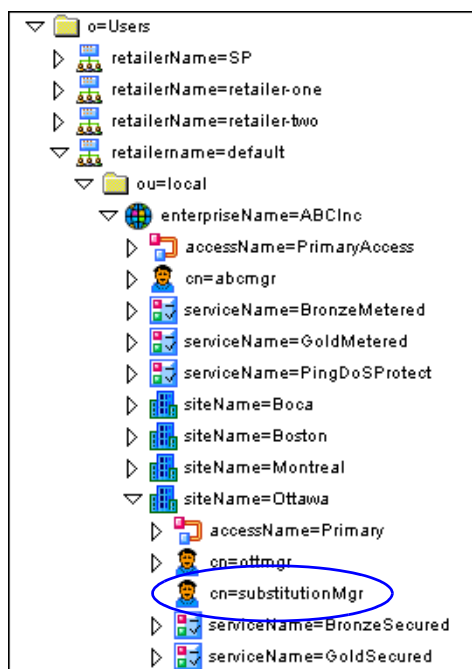 o=Users
retailerName=SP
retailerName=retailer-one
retailerName=retailer-two
retailername=default
ou=local
enterpriseName=ABCInc
accessName=PrimaryAccess
cn=abcmgr
serviceName=BronzeMetered
serviceName=GoldMetered
serviceName=PingDoSProtect
siteName=Boca
siteName=Boston
siteName=Montreal
siteName=Ottawa
accessName=Primary
cn=ottmgr
cn=substitutionMgr
serviceName=BronzeSecured
serviceName=GoldSecured